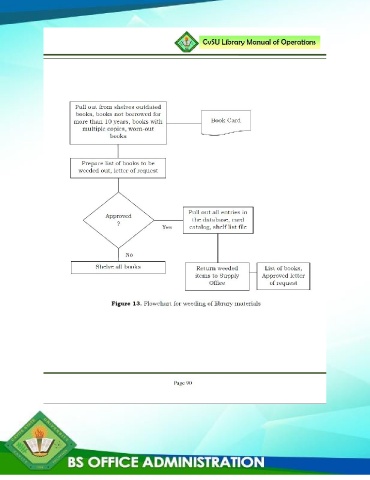 CvSU Library Manual of Operations
Pull out from shelves outdated
books, books not borrowed for
more than 10 years, books with
multiple copies, worn-out
books
Book Card
Prepare list of books to be
weeded out, letter of request
Approved
?
Yes
Pull out all entries in
the database, card
catalog, shelf list file
No
Shelve all books
Return weeded
items to Supply
Office
List of books,
Approved letter
of request
Figure 13. Flowchart for weeding of library materials
Page 90
BS OFFICE ADMINISTRATION